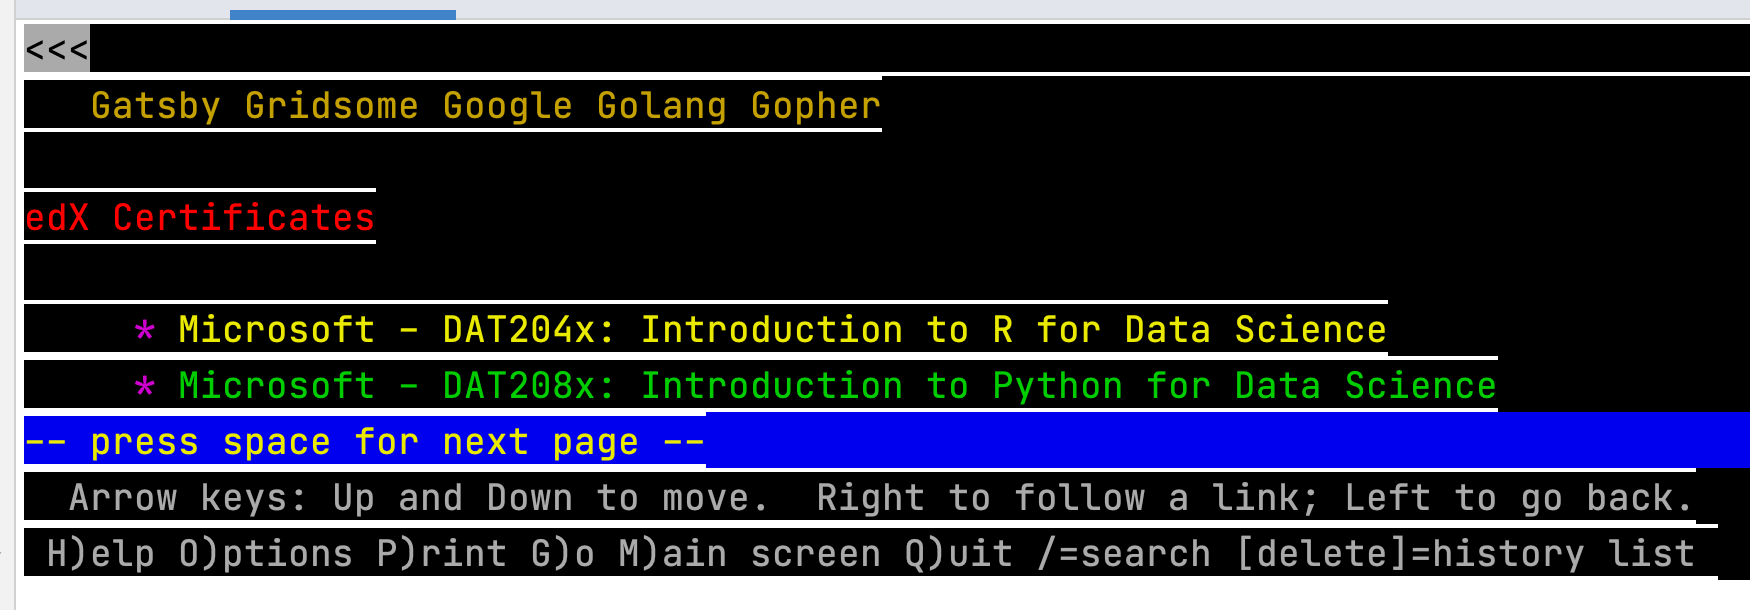 <<<
Gatsby Gridsome Google Golang Gopher
edX Certificates
* Microsoft - DAT204x: Introduction to R for Data Science
* Microsoft - DAT208x: Introduction to Python for Data Science
-- press space for next page --
Arrow keys: Up and Down to move.  Right to follow a link; Left to go back.
H)elp O)ptions P)rint G)o M)ain screen Q)uit /=search [delete]=history list